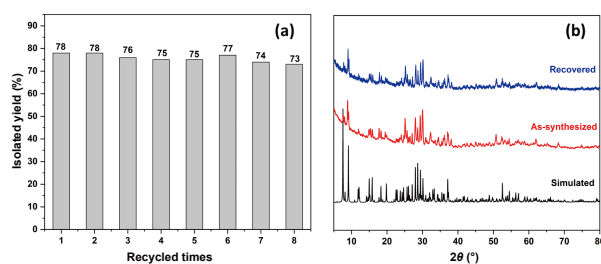 (a)
Isolated yield (%)
90
80
70
60
50
40
30
20
10
0
78 78 76 75 75 77 74 73
1 2 3 4 5 6 7 8
Recycled times
(b)
Recovered
As-synthesized
Simulated
10 20 30 40 50 60 70 80
2θ (°)